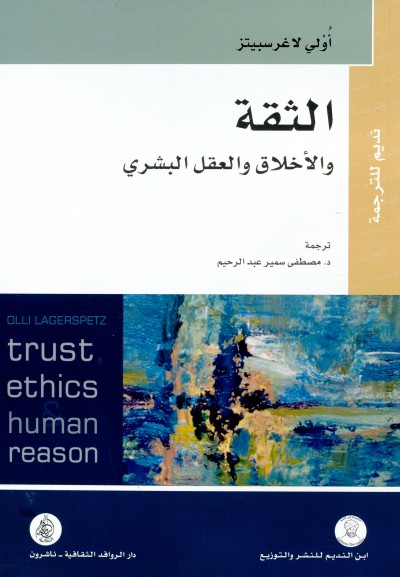 أُوْلي لاغرسبيتز
الثقة
والأخلاق والعقل البشري
نديم للترجمة
ترجمة
د. مصطفى سمير عبد الرحيم
OLLI LAGERSPETZ
trust,
ethics
& human
reason
دار الروافد الثقافية – ناشرون
ابن النديم للنشر والتوزيع